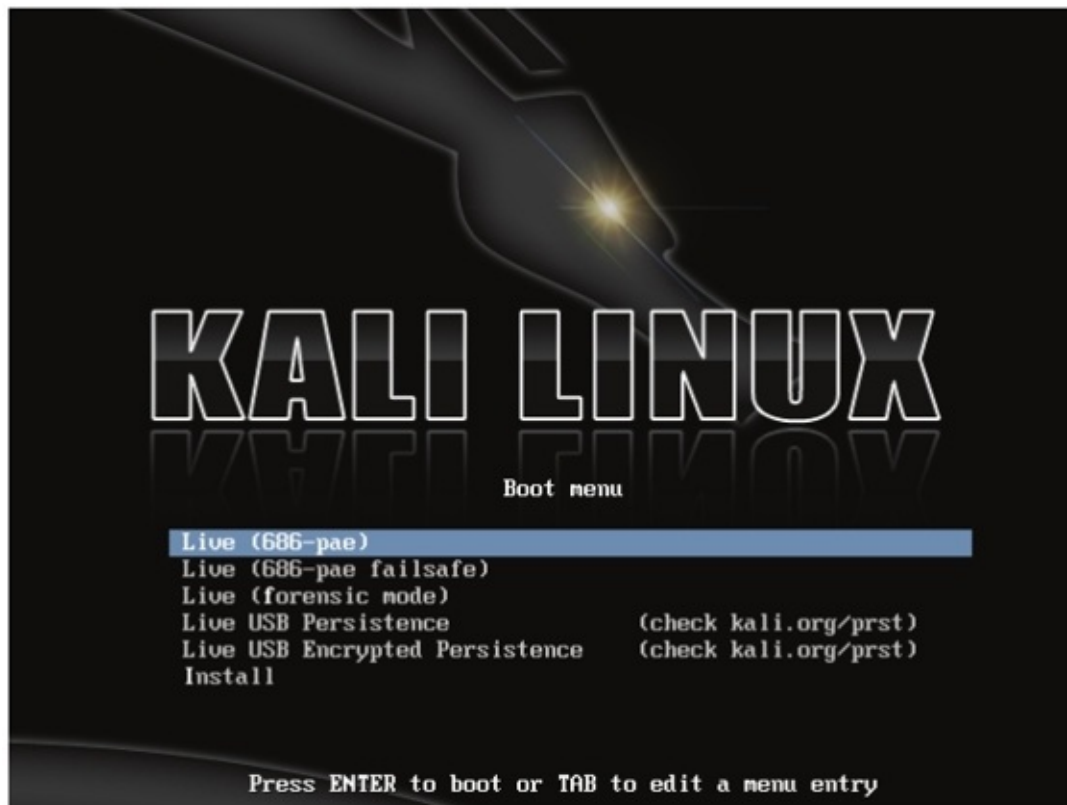 KALI LINUX
Boot menu
Live (686-pae)
Live (686-pae failsafe)
Live (forensic mode)
Live USB Persistence (check kali.org/prst)
Live USB Encrypted Persistence (check kali.org/prst)
Install
Press ENTER to boot or TAB to edit a menu entry